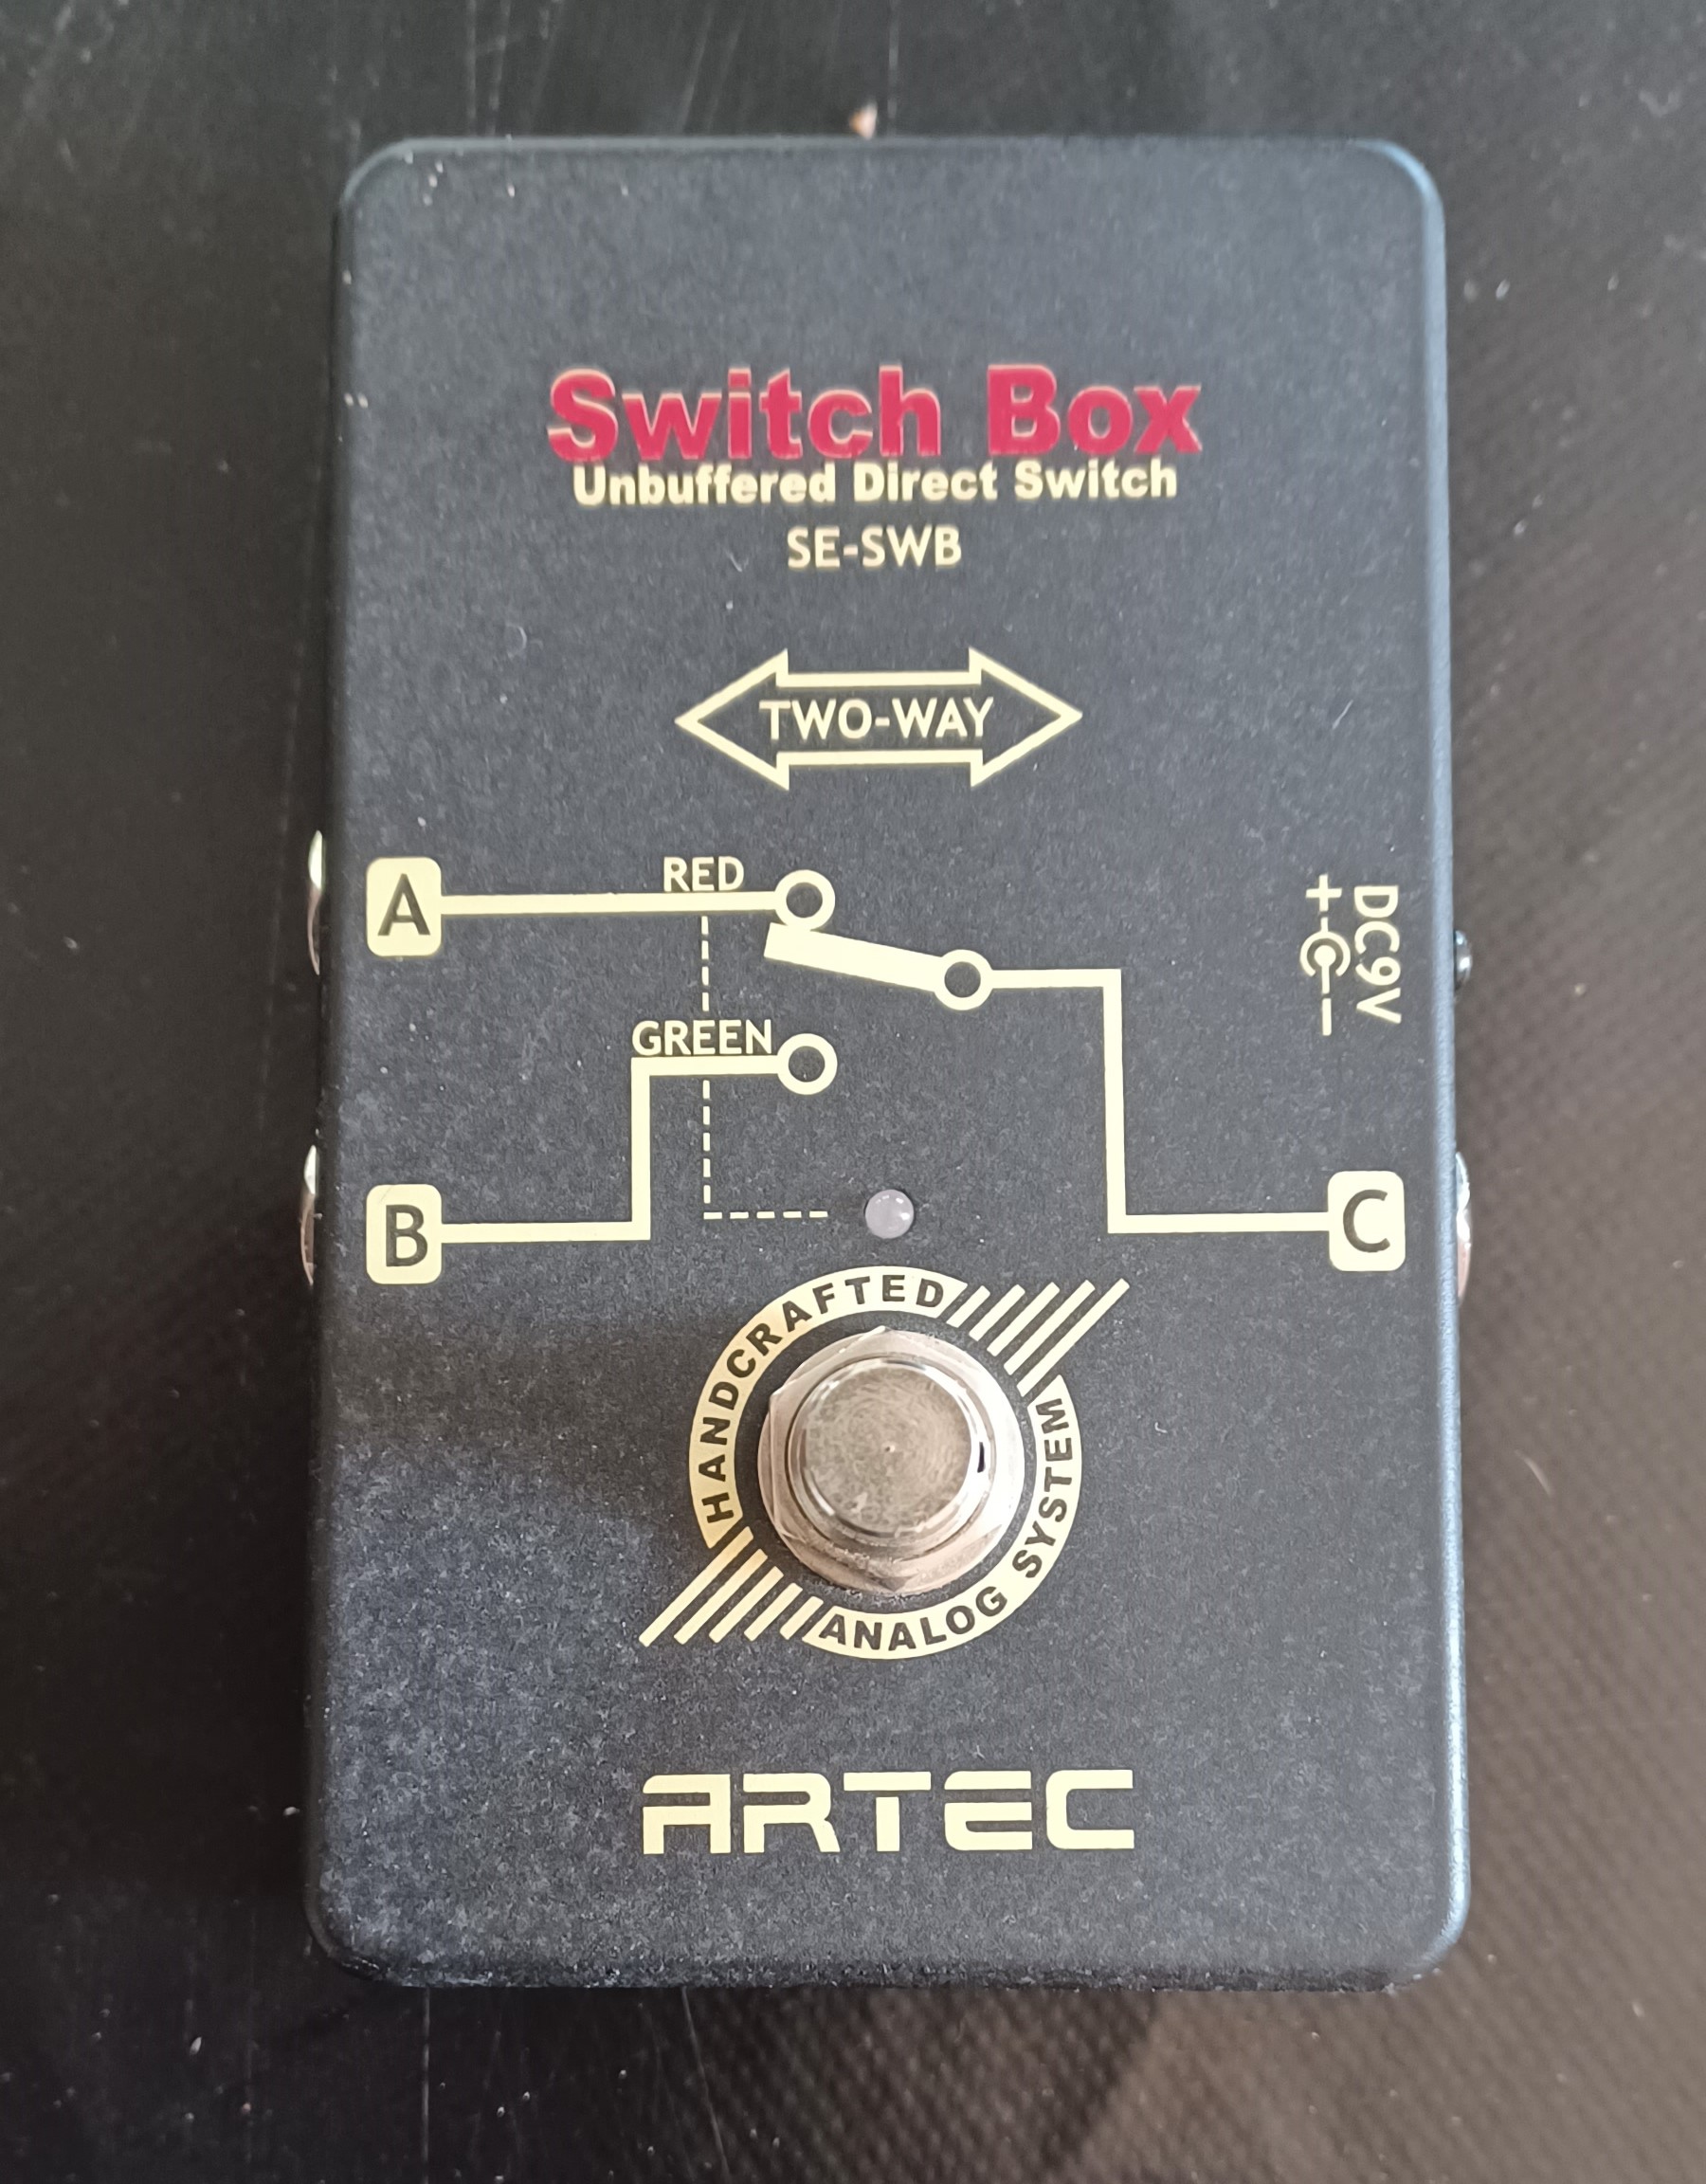 Switch Box
Unbuffered Direct Switch
SE-SWB
TWO-WAY
A
RED
+ -
DC9V
GREEN
B
C
HANDCRAFTED
ANALOG SYSTEM
ARTEC